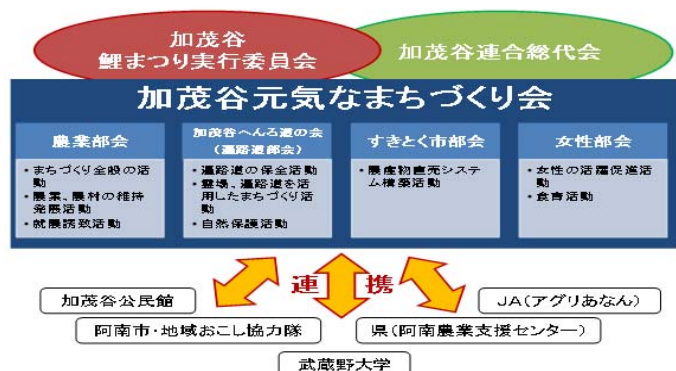 加茂谷
鯉まつり実行委員会
加茂谷連合総代会
加茂谷元気なまちづくり会
農業部会
・まちづくり全般の活
動
・農業、農村の維持
発展活動
・就農誘致活動
加茂谷へんろ道の会
(遍路道部会)
・遍路道の保全活動
・霊場、遍路道を活
用したまちづくり活
動
・自然保護活動
すきとく市部会
・農産物直売システ
ム構築活動
女性部会
・女性の活躍促進活
動
・食育活動
連 携
加茂谷公民館
JA(アグリあなん)
阿南市・地域おこし協力隊
県(阿南農業支援センター)
武蔵野大学